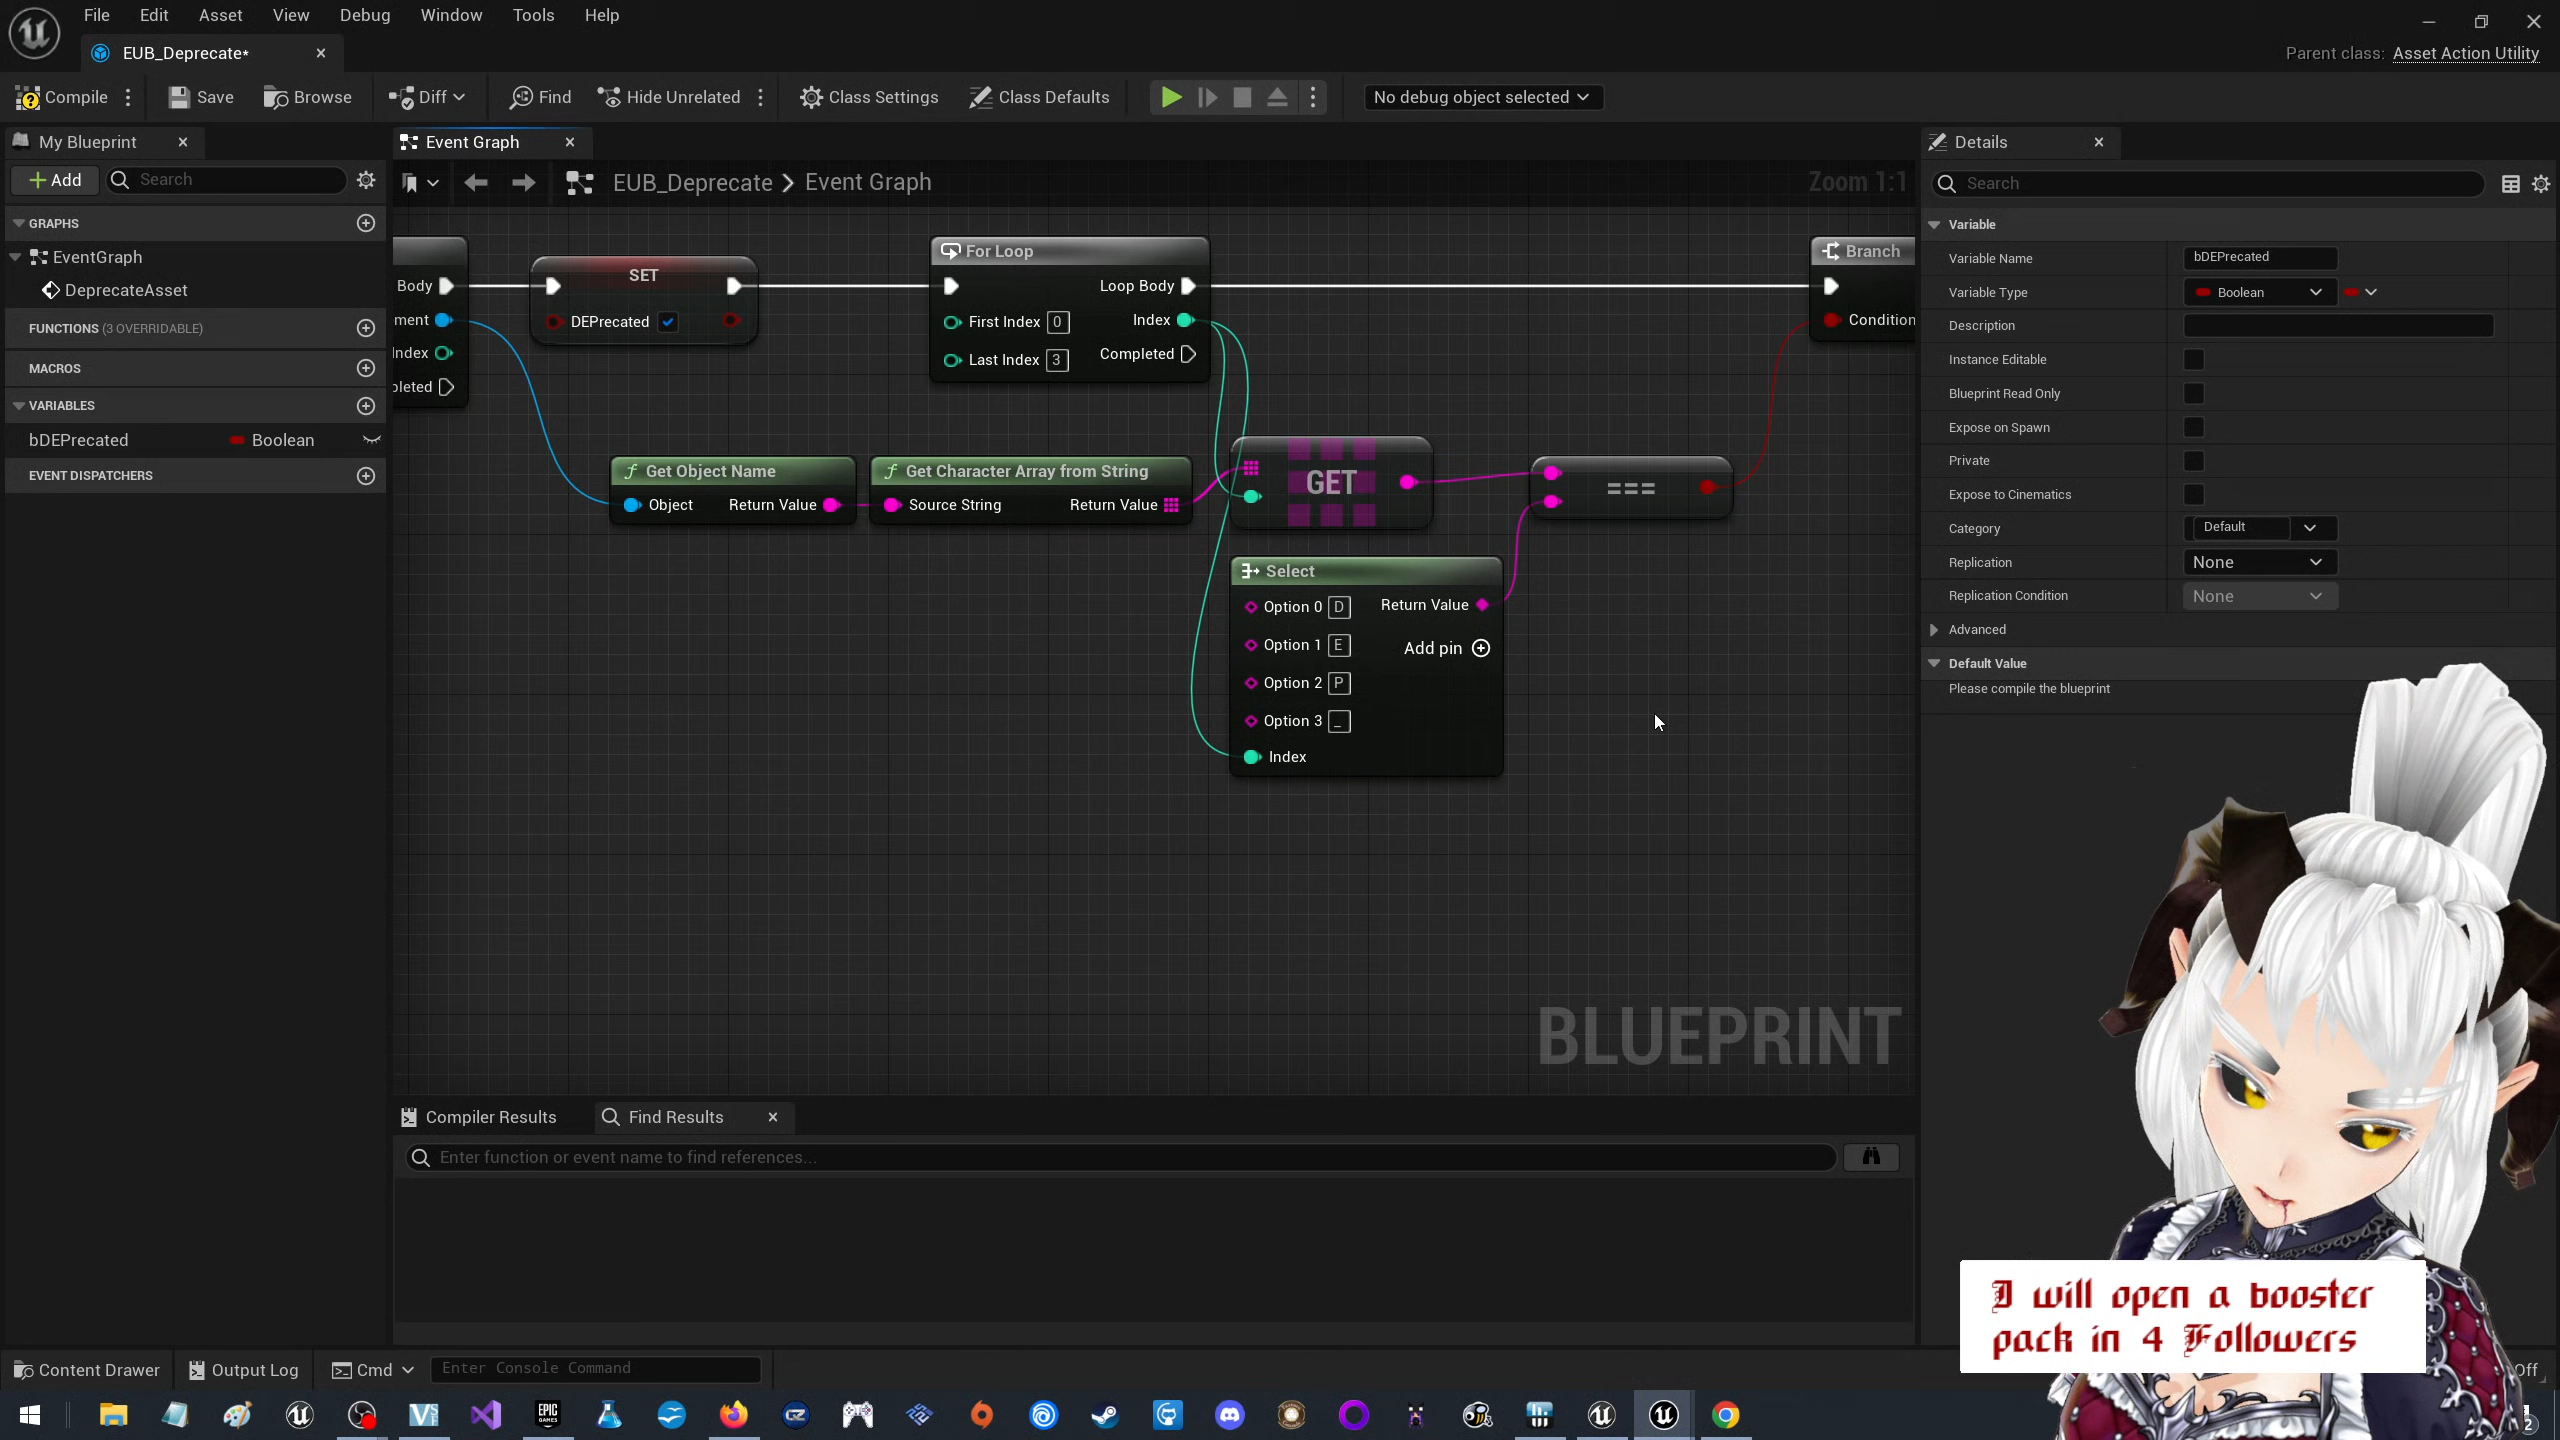 File Edit Asset View Debug Window Tools Help
EUB_Deprecate*
Parent class: Asset Action Utility
Compile Save Browse Diff Find Hide Unrelated Class Settings Class Defaults No debug object selected
My Blueprint
Add Search
GRAPHS
EventGraph
DeprecateAsset
FUNCTIONS (3 OVERRIDABLE)
MACROS
VARIABLES
bDEPrecated Boolean
EVENT DISPATCHERS
Event Graph
EUB_Deprecate > Event Graph
Zoom 1:1
Body
ment
Index
pleted
SET
DEPrecated
For Loop
Loop Body
First Index 0 Index
Last Index 3 Completed
Branch
Condition
Get Object Name
Object Return Value
Get Character Array from String
Source String Return Value
GET
===
Select
Option 0 D Return Value
Option 1 E Add pin
Option 2 P
Option 3 _
Index
BLUEPRINT
Compiler Results Find Results
Enter function or event name to find references...
Details
Search
Variable
Variable Name bDEPrecated
Variable Type Boolean
Description
Instance Editable
Blueprint Read Only
Expose on Spawn
Private
Expose to Cinematics
Category Default
Replication None
Replication Condition None
Advanced
Default Value
Please compile the blueprint
I will open a booster
pack in 4 Followers
Content Drawer Output Log Cmd Enter Console Command
Off
EPIC
GAMES
2